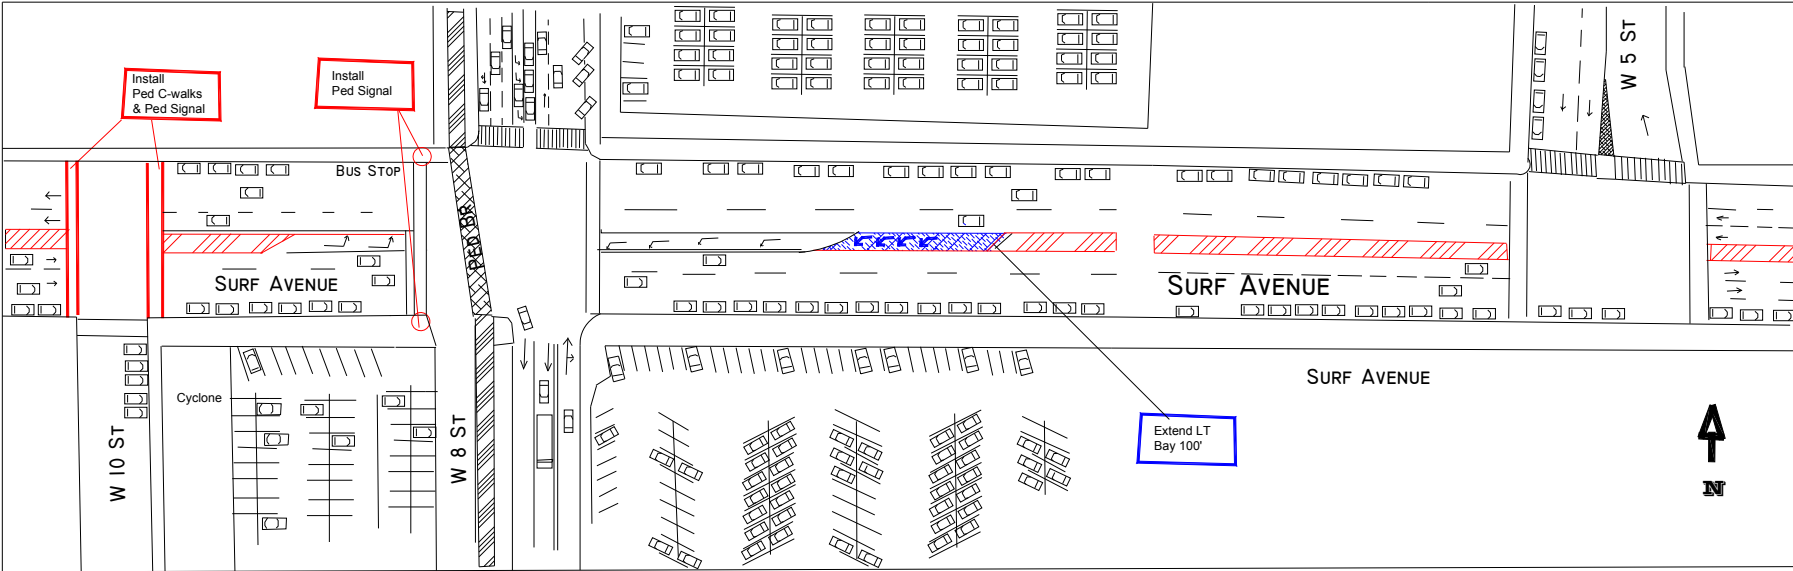 Install
Ped C-walks
& Ped Signal
Install
Ped Signal
W 5 ST
BUS STOP
PED BR
SURF AVENUE
SURF AVENUE
SURF AVENUE
Cyclone
W 10 ST
W 8 ST
Extend LT
Bay 100'
N